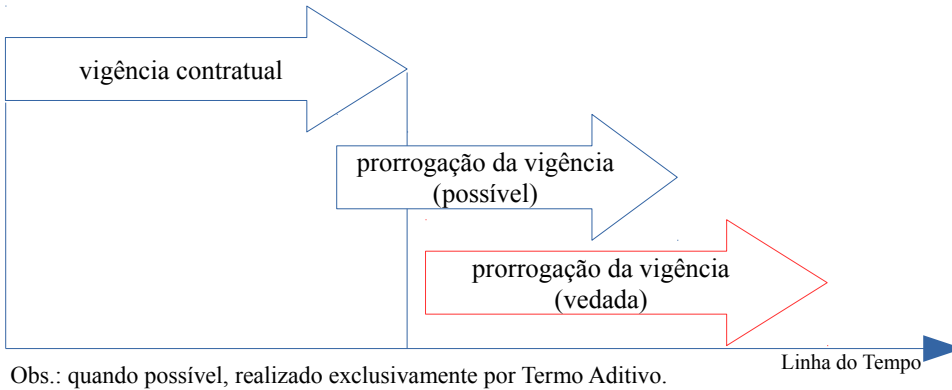 vigência contratual
prorrogação da vigência
(possível)
prorrogação da vigência
(vedada)
Linha do Tempo
Obs.: quando possível, realizado exclusivamente por Termo Aditivo.